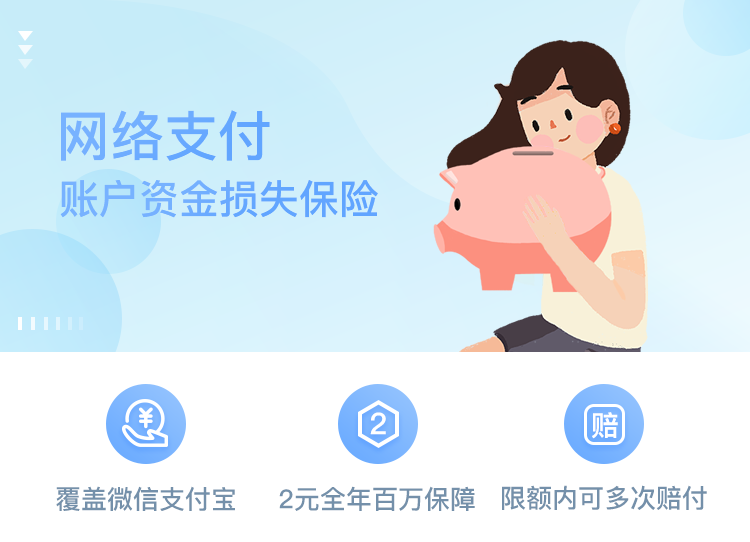 网络支付
账户资金损失保险
¥
2
赔
覆盖微信支付宝
2元全年百万保障
限额内可多次赔付